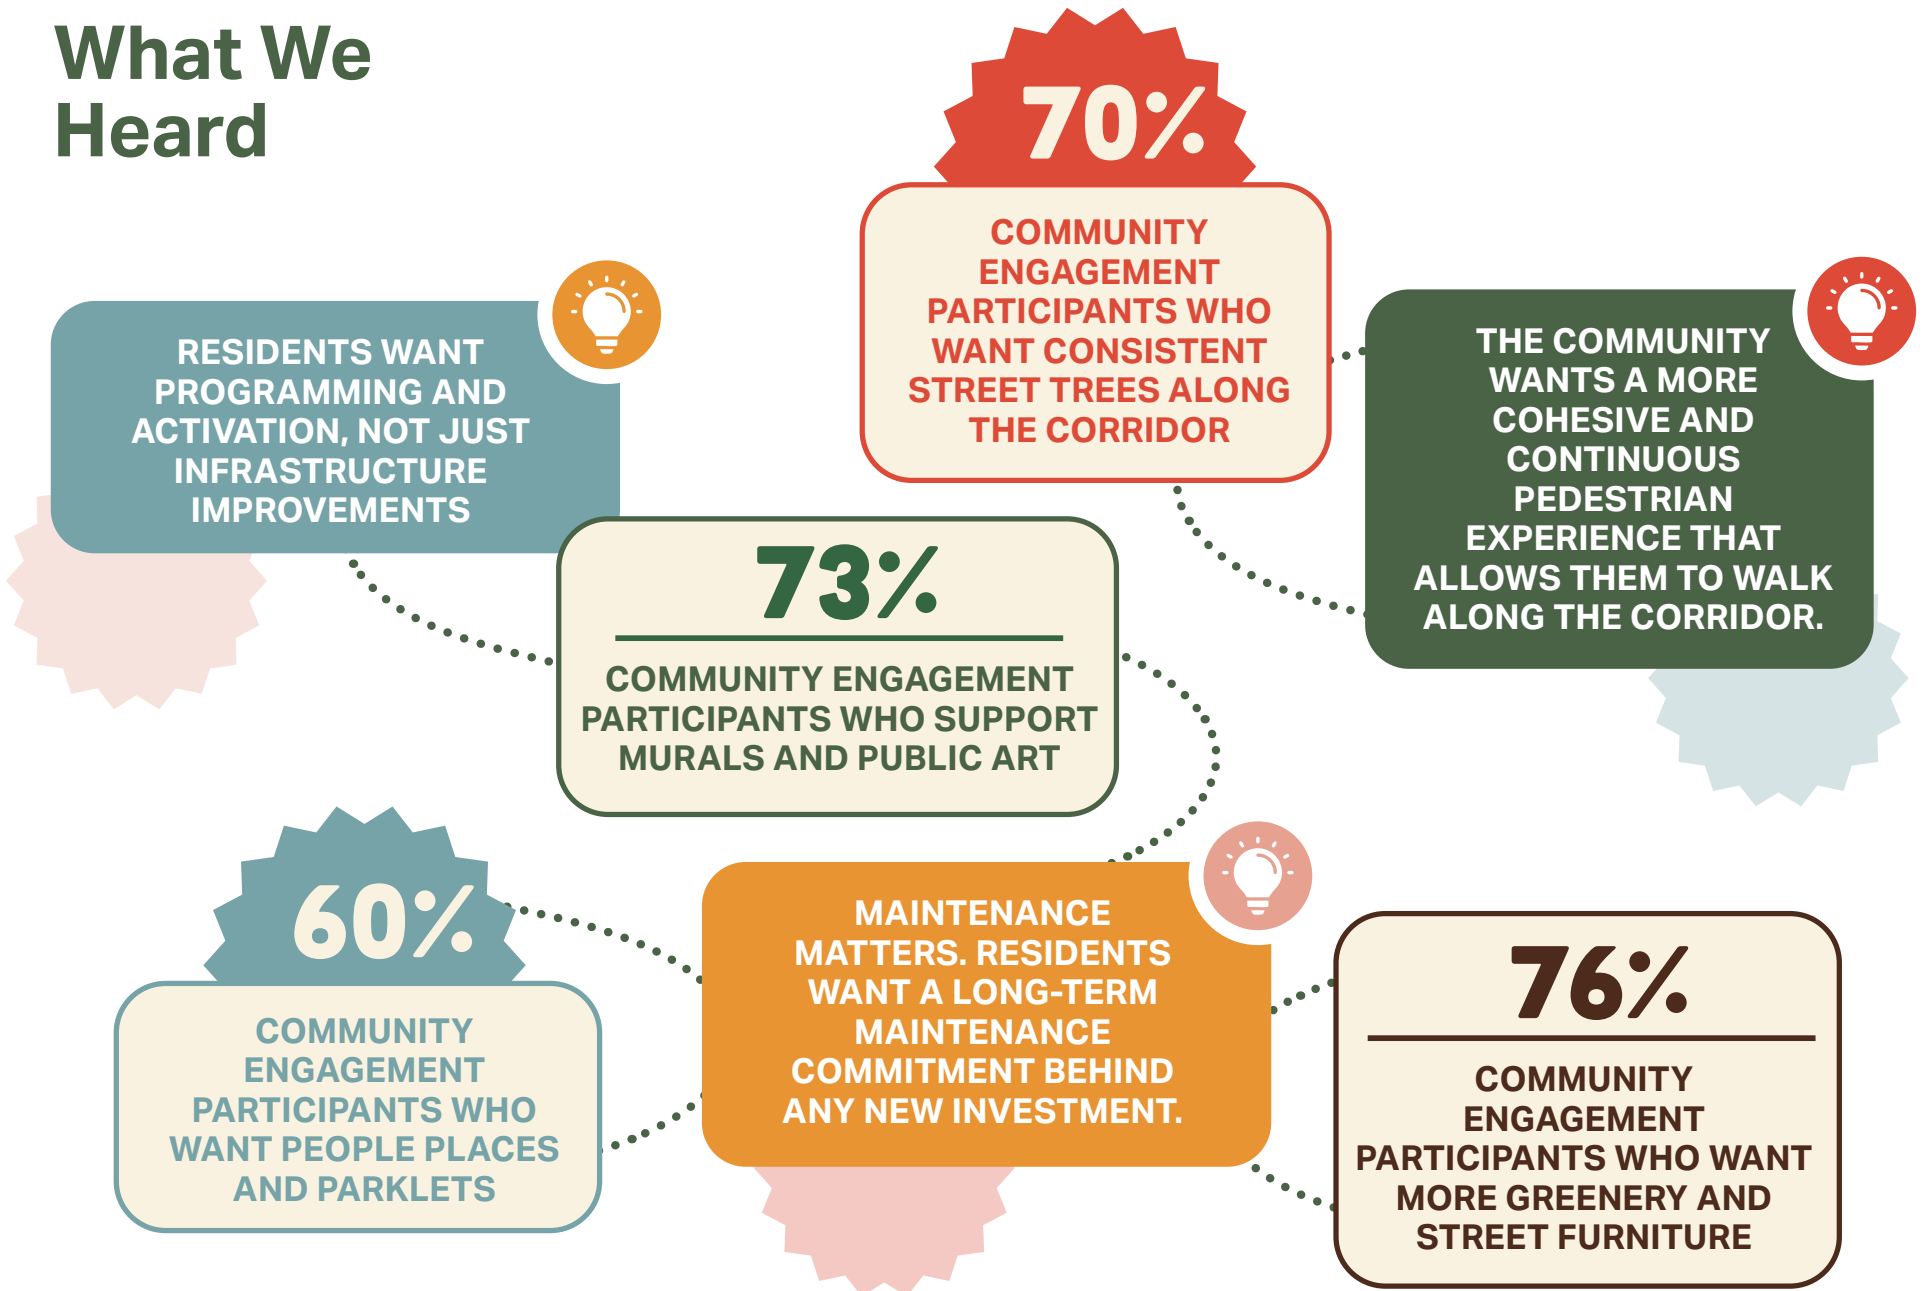 What We
Heard
70%
COMMUNITY
ENGAGEMENT
PARTICIPANTS WHO
WANT CONSISTENT
STREET TREES ALONG
THE CORRIDOR
RESIDENTS WANT
PROGRAMMING AND
ACTIVATION, NOT JUST
INFRASTRUCTURE
IMPROVEMENTS
THE COMMUNITY
WANTS A MORE
COHESIVE AND
CONTINUOUS
PEDESTRIAN
EXPERIENCE THAT
ALLOWS THEM TO WALK
ALONG THE CORRIDOR.
73%
COMMUNITY ENGAGEMENT
PARTICIPANTS WHO SUPPORT
MURALS AND PUBLIC ART
60%
COMMUNITY
ENGAGEMENT
PARTICIPANTS WHO
WANT PEOPLE PLACES
AND PARKLETS
MAINTENANCE
MATTERS. RESIDENTS
WANT A LONG-TERM
MAINTENANCE
COMMITMENT BEHIND
ANY NEW INVESTMENT.
76%
COMMUNITY
ENGAGEMENT
PARTICIPANTS WHO WANT
MORE GREENERY AND
STREET FURNITURE